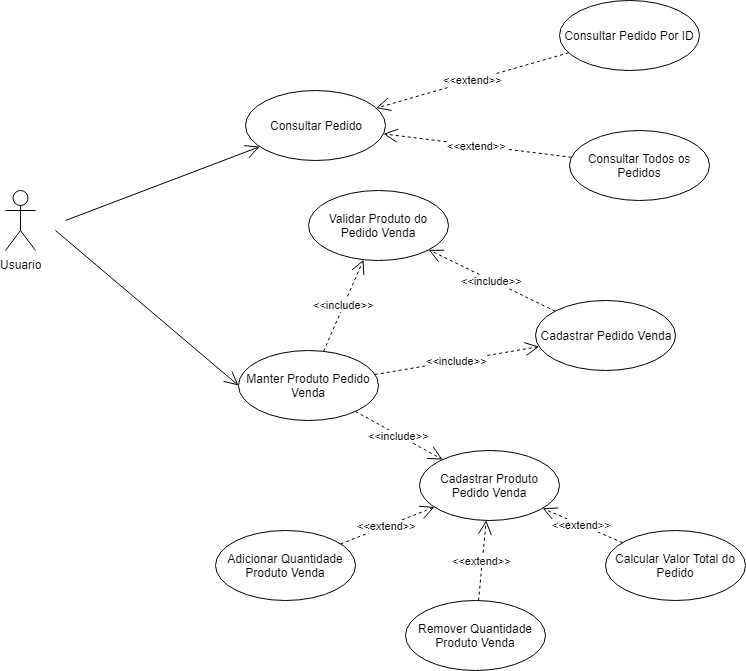 Consultar Pedido Por ID
<<extend>>
Consultar Pedido
<<extend>>
Consultar Todos os
Pedidos
Usuario
Validar Produto do
Pedido Venda
<<include>>
<<include>>
Cadastrar Pedido Venda
<<include>>
Manter Produto Pedido
Venda
<<include>>
Cadastrar Produto
Pedido Venda
<<extend>>
<<extend>>
<<extend>>
Adicionar Quantidade
Produto Venda
Calcular Valor Total do
Pedido
Remover Quantidade
Produto Venda